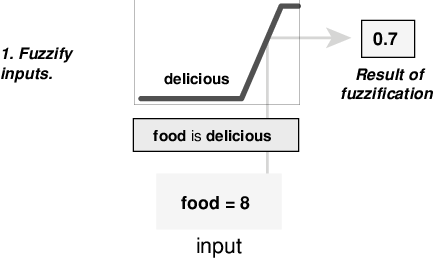 1. Fuzzify
inputs.
delicious
0.7
Result of
fuzzification
food is delicious
food = 8
input